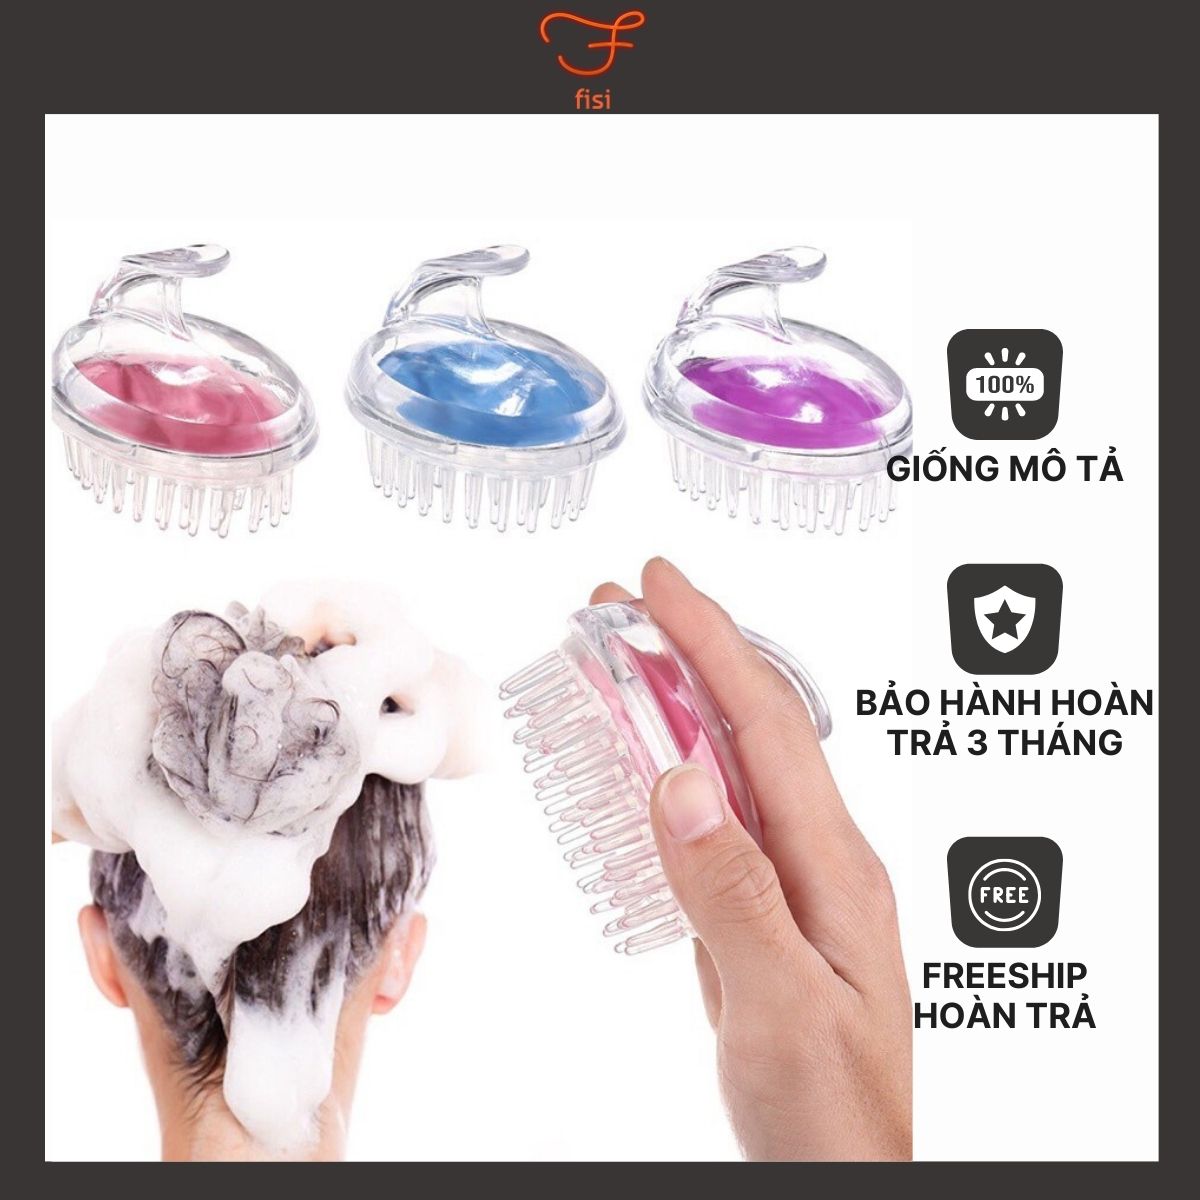 fisi
100%
GIỐNG MÔ TẢ
BẢO HÀNH HOÀN
TRẢ 3 THÁNG
FREE
FREESHIP
HOÀN TRẢ